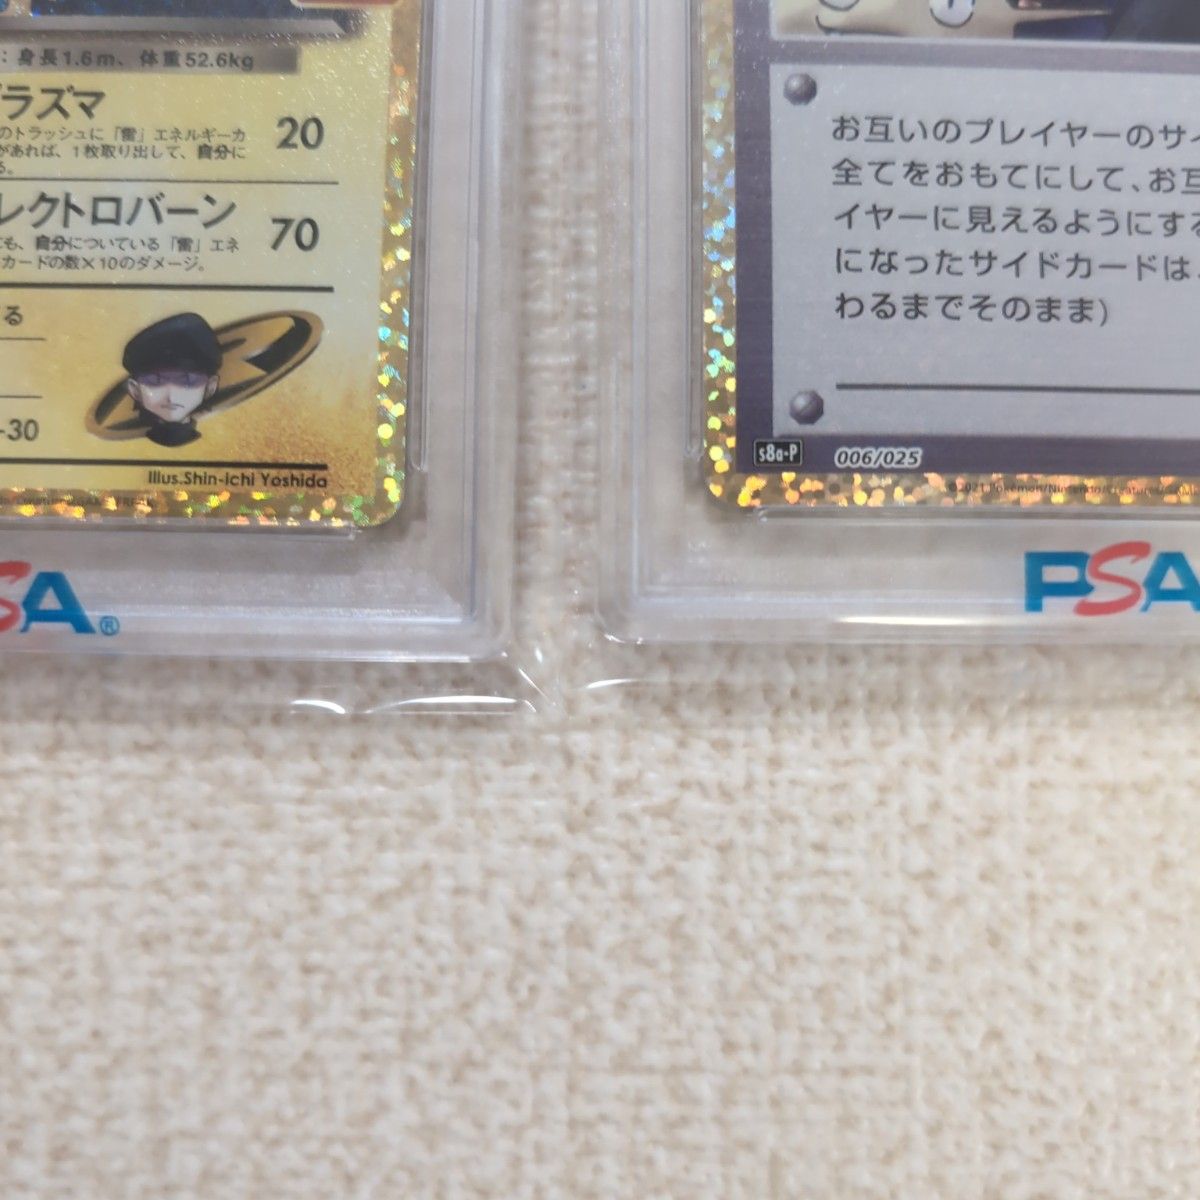 ：身長1.6m、体重52.6kg
プラズマ
20
のトラッシュに「雷」エネルギーカ
があれば、1枚取り出して、自分に
る。
レクトロバーン
70
も、自分についている「雷」エネ
カードの数×10のダメージ。
る
-30
Illus.Shin-ichi Yoshida
SA®
お互いのプレイヤーのサイ
全てをおもてにして、お互
イヤーに見えるようにする
になったサイドカードは、
わるまでそのまま)
s8a-P
006/025
©2021 Pokémon/Nintendo/Creatures
PSA